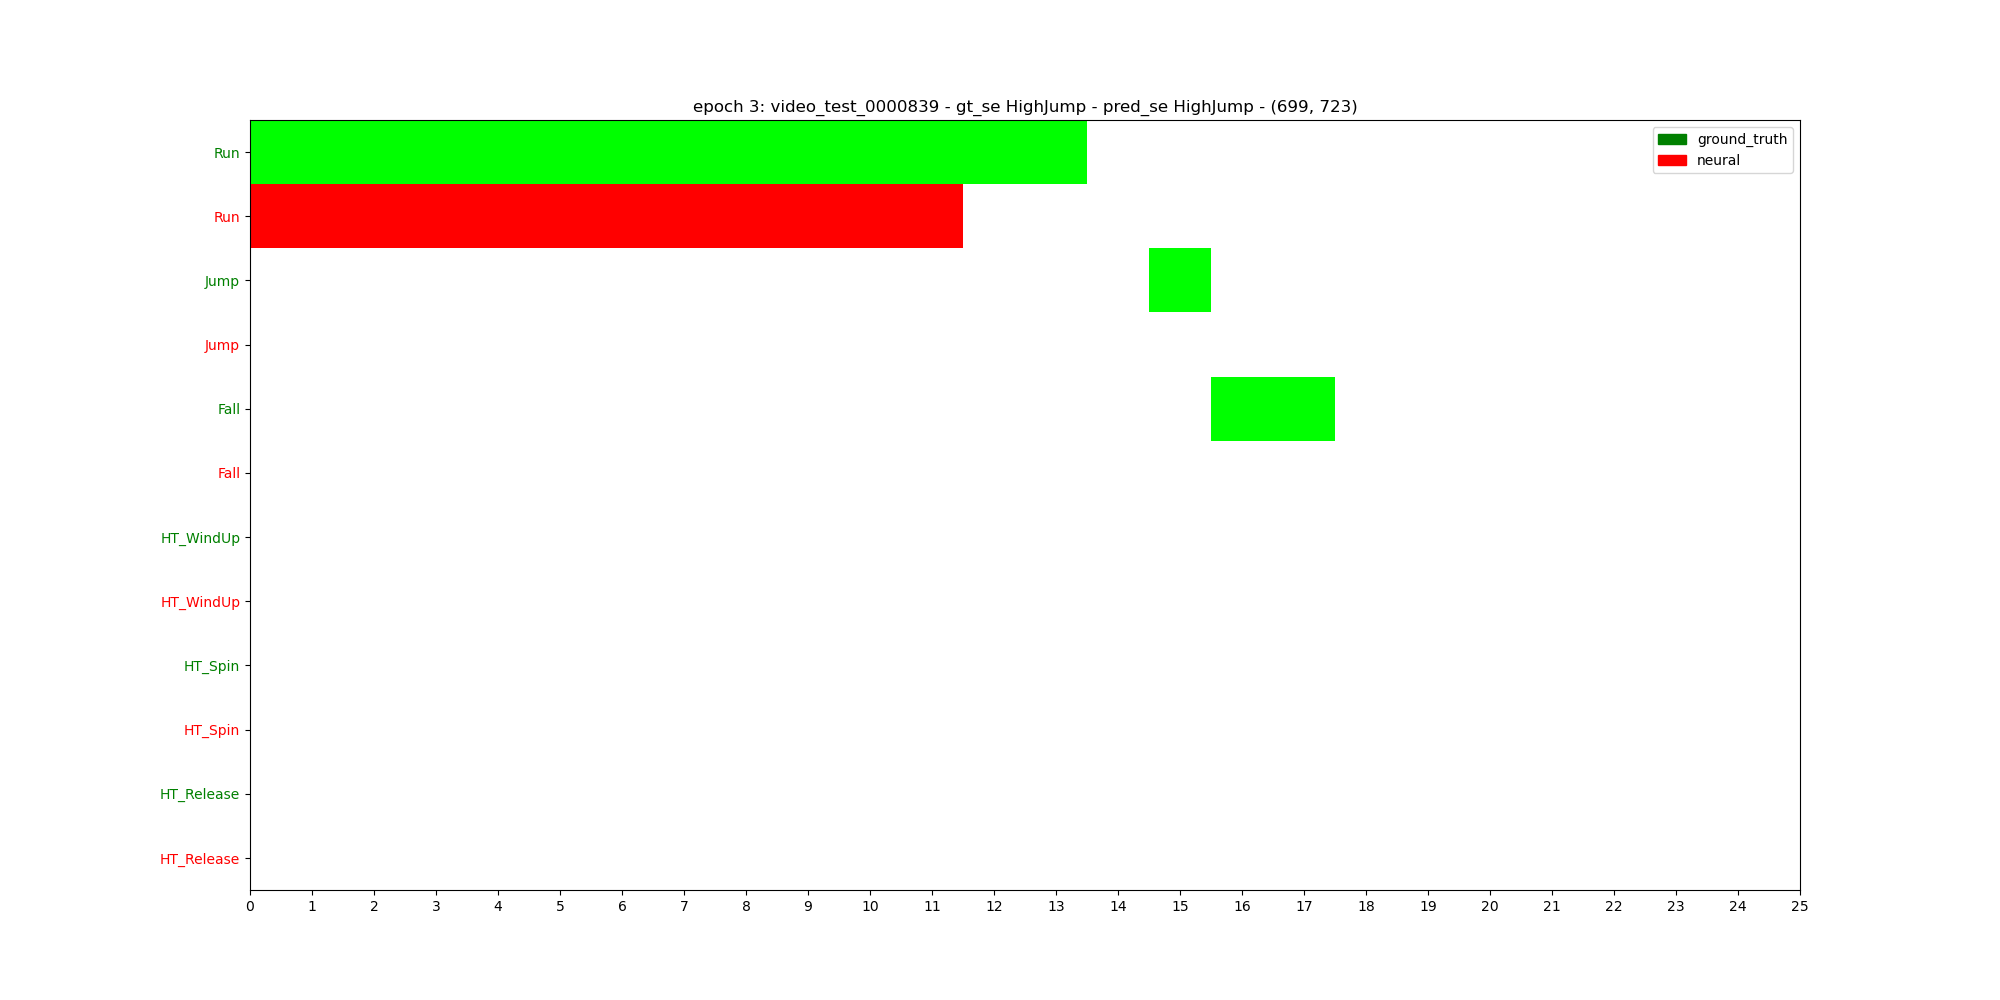 epoch 3: video_test_0000839 - gt_se HighJump - pred_se HighJump - (699, 723)
ground_truth
neural
Run
Run
Jump
Jump
Fall
Fall
HT_WindUp
HT_WindUp
HT_Spin
HT_Spin
HT_Release
HT_Release
0 1 2 3 4 5 6 7 8 9 10 11 12 13 14 15 16 17 18 19 20 21 22 23 24 25